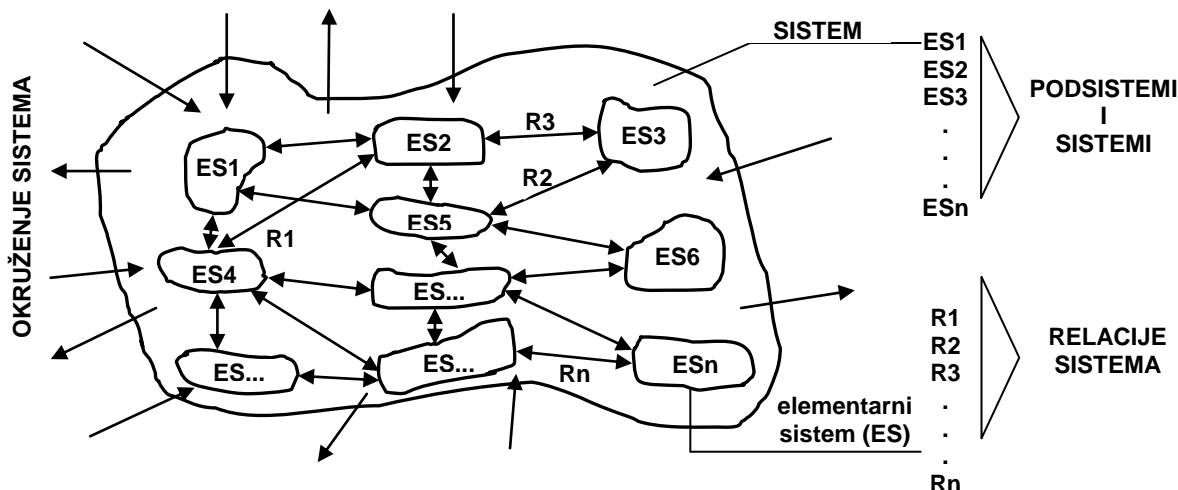 OKRUŽENJE SISTEMA
SISTEM
ES1
ES2
ES3
.
.
.
ESn
PODSISTEMI
I
SISTEMI
ES1
ES2
R3
ES3
R2
ES5
R1
ES4
ES6
ES...
ES...
ES...
Rn
ESn
R1
R2
R3
.
.
.
Rn
RELACIJE
SISTEMA
elementarni
sistem (ES)